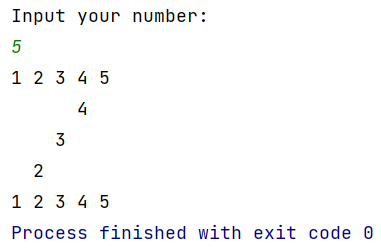 Input your number:
5
1 2 3 4 5
      4
    3
  2
1 2 3 4 5
Process finished with exit code 0